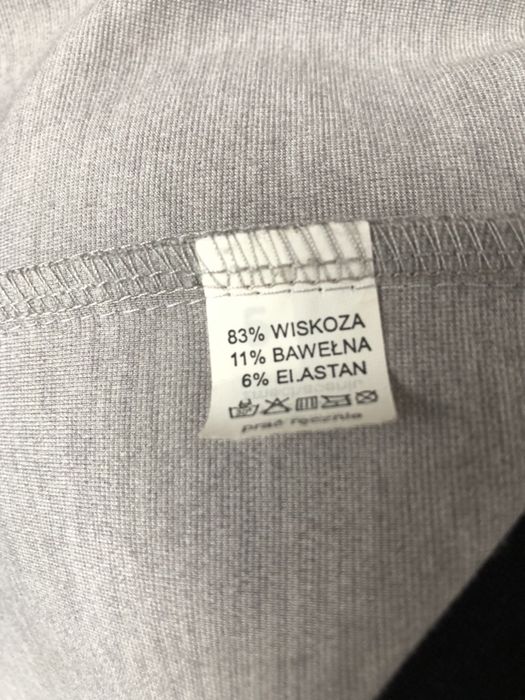 83% WISKOZA
11% BAWEŁNA
6% ELASTAN
prać ręcznie